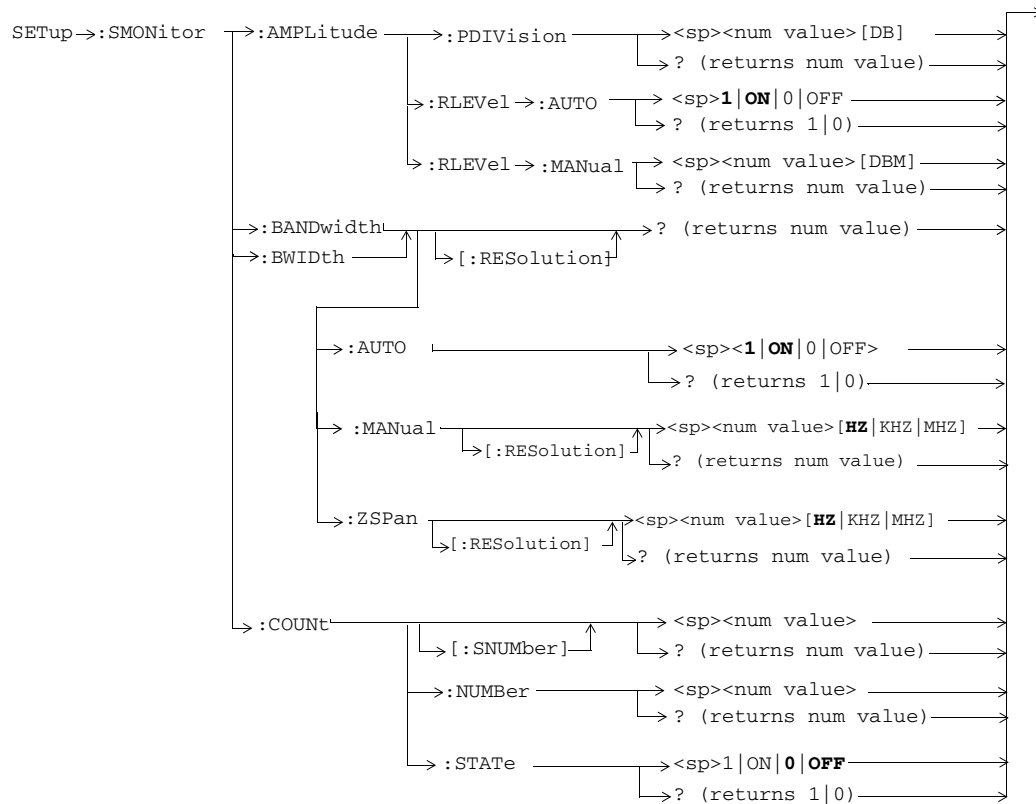 SETup :SMONitor :AMPLitude :PDIVision <sp><num value>[DB]
? (returns num value)
:RLEVel :AUTO <sp>1|ON|0|OFF
? (returns 1|0)
:RLEVel :MANual <sp><num value>[DBM]
? (returns num value)
:BANDwidth ? (returns num value)
:BWIDth [:RESolution]
:AUTO <sp><1|ON|0|OFF>
? (returns 1|0)
:MANual <sp><num value>[HZ|KHZ|MHZ]
[:RESolution] ? (returns num value)
:ZSPan <sp><num value>[HZ|KHZ|MHZ]
[:RESolution] ? (returns num value)
:COUNt <sp><num value>
[:SNUMber] ? (returns num value)
:NUMBer <sp><num value>
? (returns num value)
:STATe <sp>1|ON|0|OFF
? (returns 1|0)